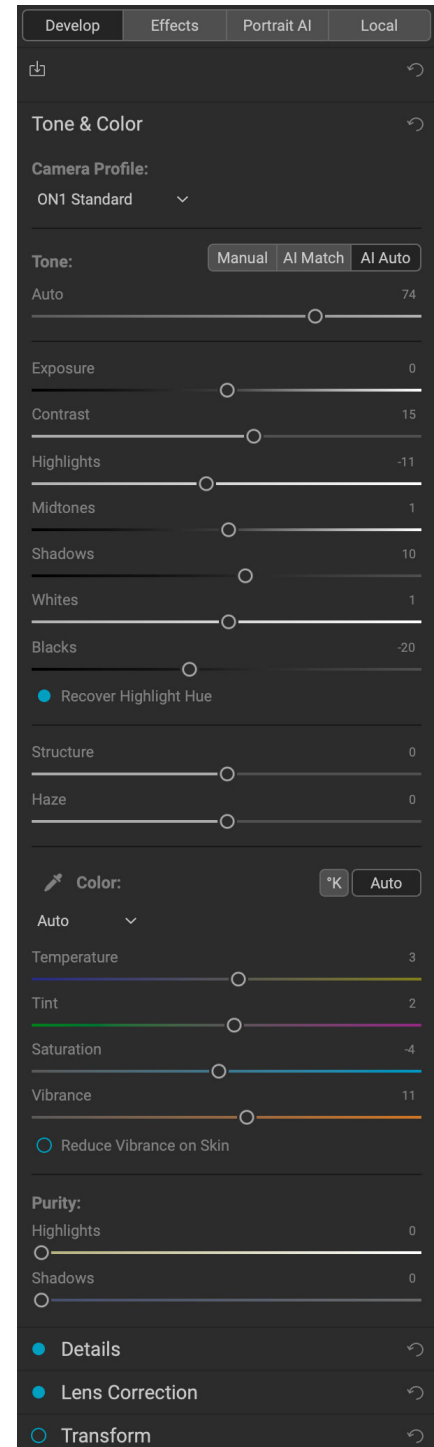 Develop Effects Portrait AI Local
Tone & Color
Camera Profile:
ON1 Standard
Tone: Manual AI Match AI Auto
Auto 74
Exposure 0
Contrast 15
Highlights -11
Midtones 1
Shadows 10
Whites 1
Blacks -20
Recover Highlight Hue
Structure 0
Haze 0
Color: °K Auto
Auto
Temperature 3
Tint 2
Saturation -4
Vibrance 11
Reduce Vibrance on Skin
Purity:
Highlights 0
Shadows 0
Details
Lens Correction
Transform